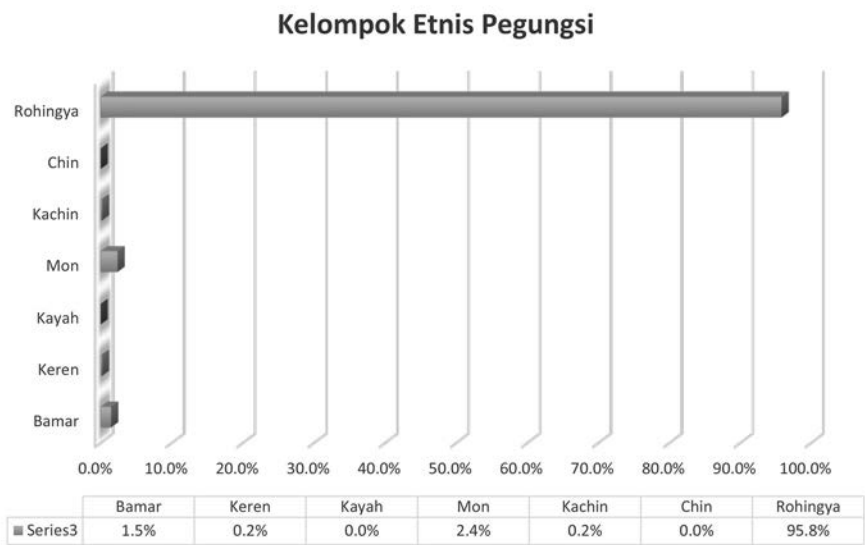 Kelompok Etnis Pegungsi
Rohingya
Chin
Kachin
Mon
Kayah
Keren
Bamar
0.0% 10.0% 20.0% 30.0% 40.0% 50.0% 60.0% 70.0% 80.0% 90.0% 100.0%
Bamar Keren Kayah Mon Kachin Chin Rohingya
Series3 1.5% 0.2% 0.0% 2.4% 0.2% 0.0% 95.8%